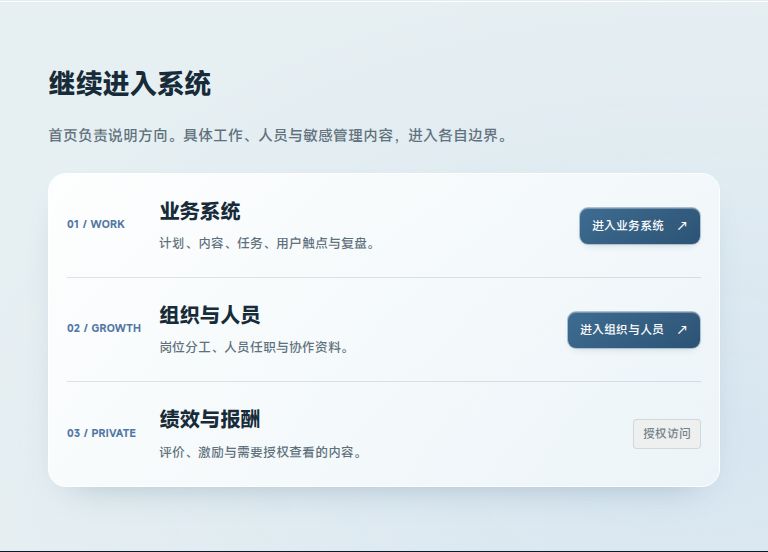 继续进入系统
首页负责说明方向。具体工作、人员与敏感管理内容，进入各自边界。
01 / WORK
业务系统
计划、内容、任务、用户触点与复盘。
进入业务系统 ↗
02 / GROWTH
组织与人员
岗位分工、人员任职与协作资料。
进入组织与人员 ↗
03 / PRIVATE
绩效与报酬
评价、激励与需要授权查看的内容。
授权访问